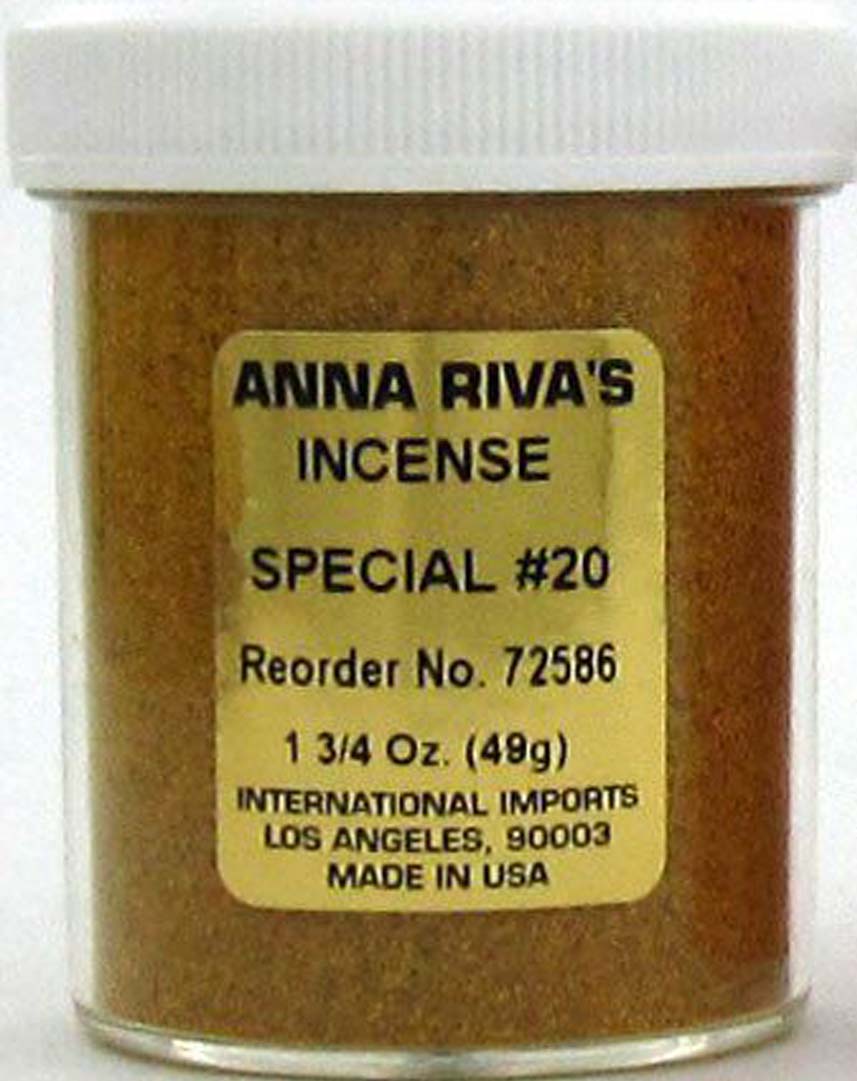 ANNA RIVA'S
INCENSE
SPECIAL #20
Reorder No. 72586
1 3/4 Oz. (49g)
INTERNATIONAL IMPORTS
LOS ANGELES, 90003
MADE IN USA